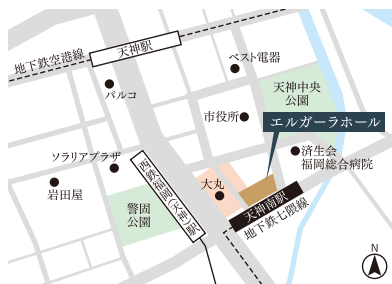 天神駅
地下鉄空港線
ベスト電器
パルコ
天神中央
公園
市役所
エルガーラホール
済生会
福岡総合病院
ソラリアプラザ
西鉄福岡(天神)駅
大丸
岩田屋
警固
公園
天神南駅
地下鉄七隈線
N